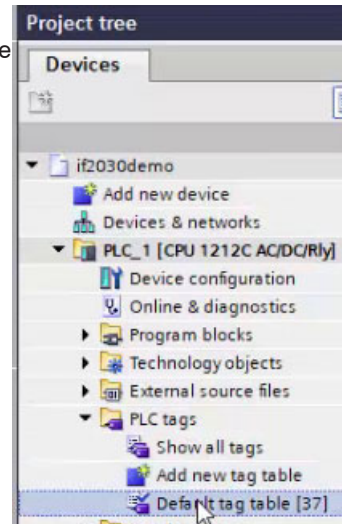 Project tree
e
Devices
if2030demo
Add new device
Devices & networks
PLC_1 [CPU 1212C AC/DC/Rly]
Device configuration
Online & diagnostics
Program blocks
Technology objects
External source files
PLC tags
Show all tags
Add new tag table
Default tag table [37]